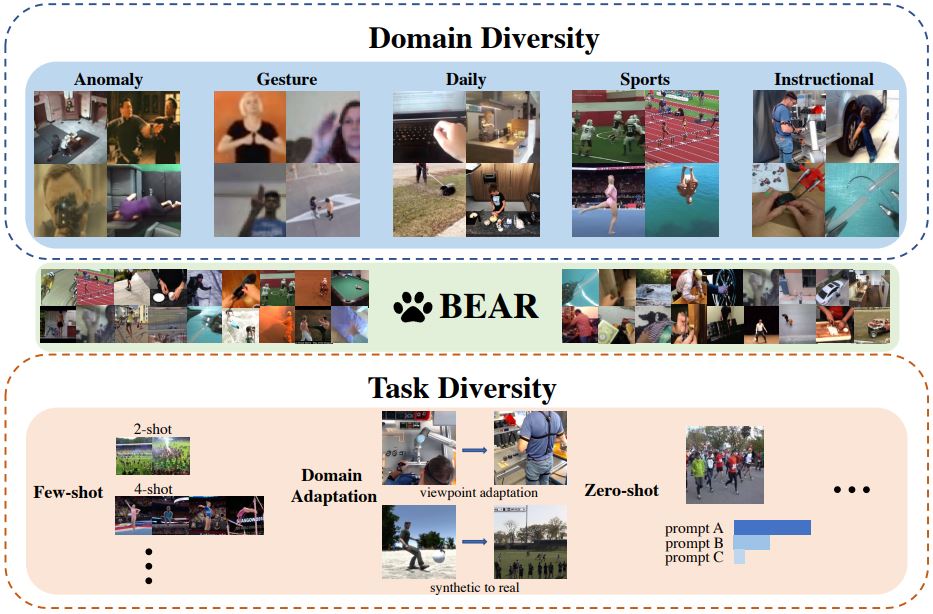 Domain Diversity
Anomaly
Gesture
Daily
Sports
Instructional
BEAR
Task Diversity
Few-shot
2-shot
4-shot
Domain
Adaptation
viewpoint adaptation
synthetic to real
Zero-shot
prompt A
prompt B
prompt C